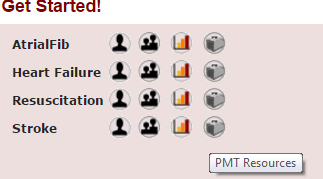 Get Started!
AtrialFib
Heart Failure
Resuscitation
Stroke
PMT Resources